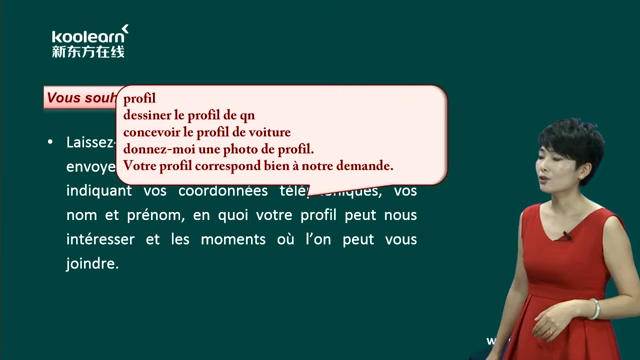 koolearn
新东方在线
Vous souh
profil
dessiner le profil de qn
concevoir le profil de voiture
donnez-moi une photo de profil.
Votre profil correspond bien à notre demande.
• Laissez-
envoye
indiquant vos coordonnées télé iques, vos
nom et prénom, en quoi votre profil peut nous
intéresser et les moments où l'on peut vous
joindre.